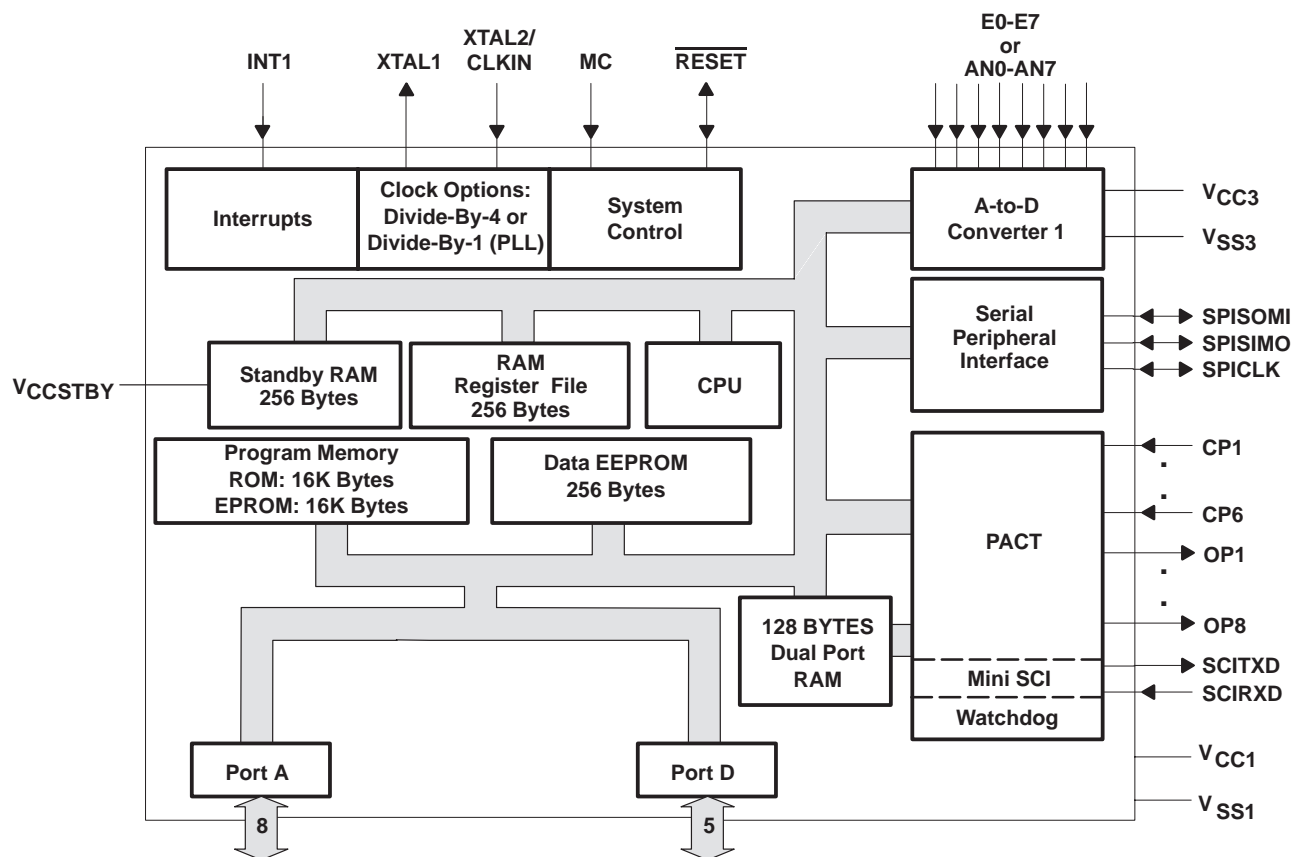 E0-E7
or
AN0-AN7
INT1
XTAL1
XTAL2/
CLKIN
MC
RESET
Interrupts
Clock Options:
Divide-By-4 or
Divide-By-1 (PLL)
System
Control
A-to-D
Converter 1
VCC3
VSS3
Serial
Peripheral
Interface
SPISOMI
SPISIMO
SPICLK
VCCSTBY
Standby RAM
256 Bytes
RAM
Register File
256 Bytes
CPU
Program Memory
ROM: 16K Bytes
EPROM: 16K Bytes
Data EEPROM
256 Bytes
PACT
CP1
CP6
OP1
OP8
128 BYTES
Dual Port
RAM
Mini SCI
Watchdog
SCITXD
SCIRXD
VCC1
VSS1
Port A
Port D
8
5